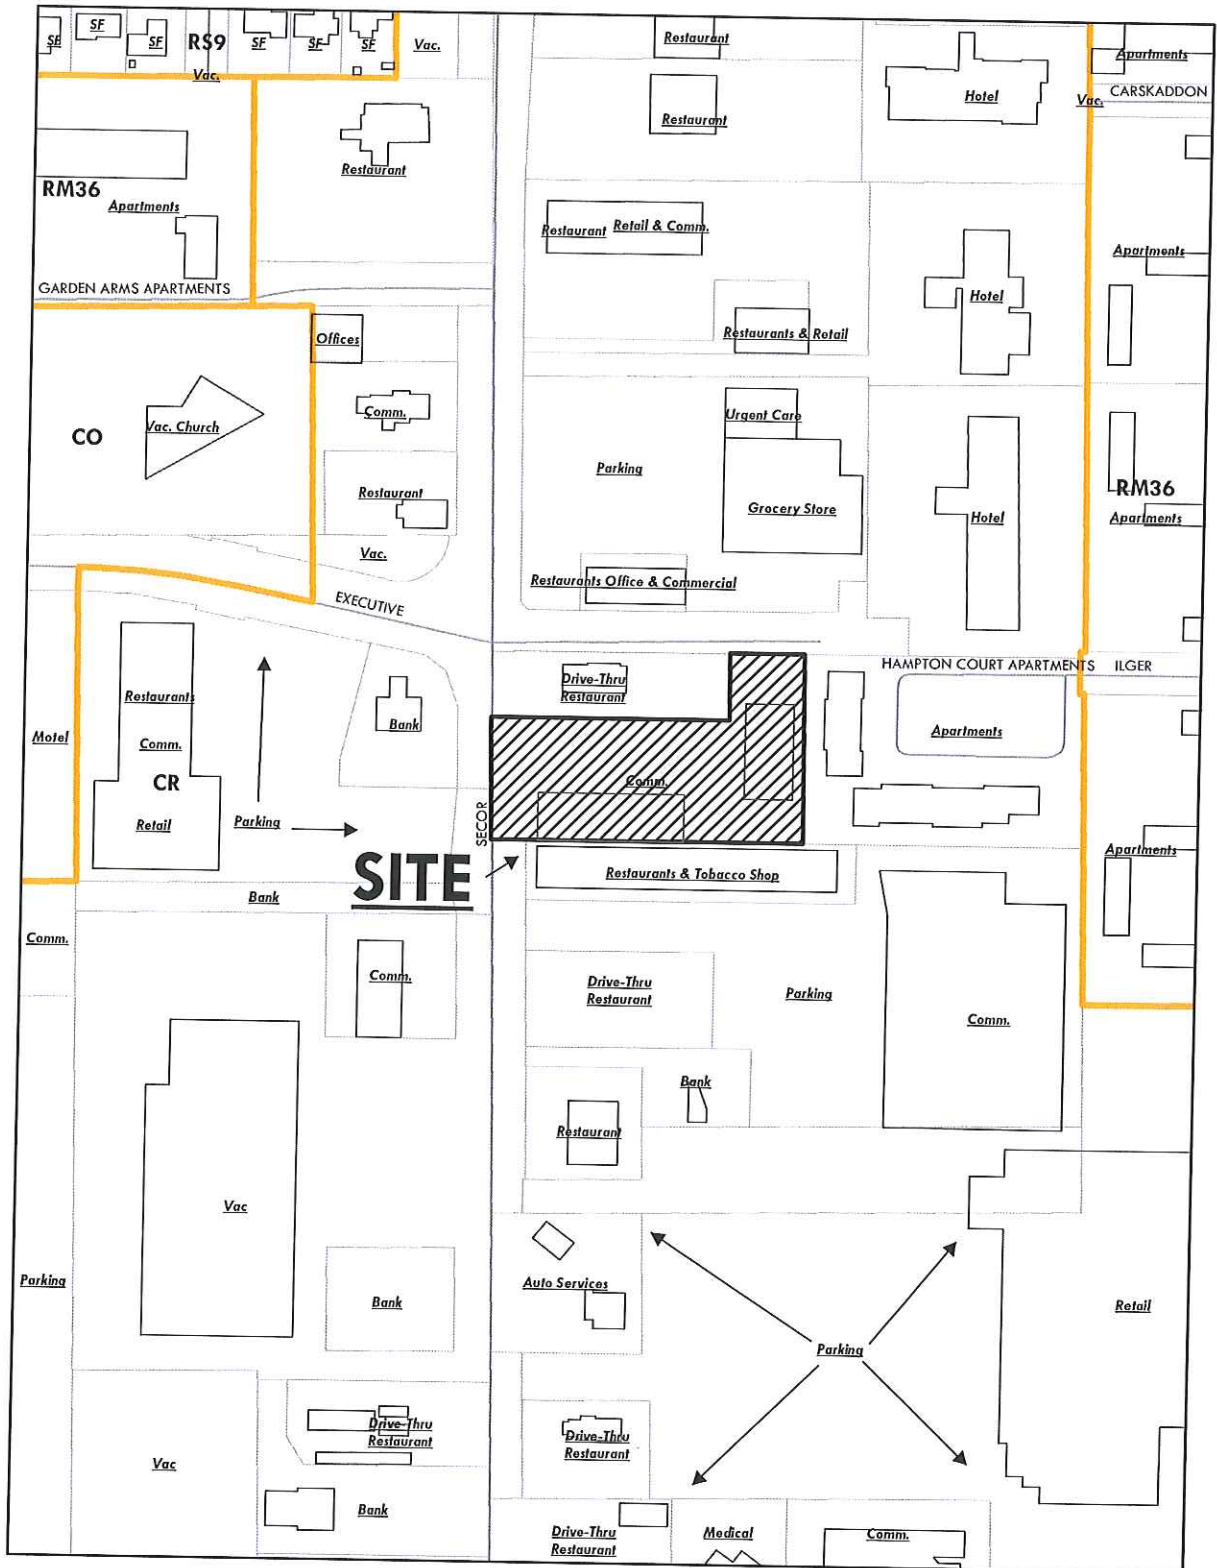 SF
SF
SF
RS9
SF
SF
SF
Vac.
Vac.
Restaurant
Restaurant
Hotel
Apartments
Vac.
CARSKADDON
Restaurant
RM36
Apartments
Restaurant
Retail & Comm.
Apartments
GARDEN ARMS APARTMENTS
Hotel
Offices
Restaurants & Retail
Comm.
Urgent Care
CO
Vac. Church
Parking
RM36
Restaurant
Grocery Store
Hotel
Apartments
Vac.
Restaurants Office & Commercial
EXECUTIVE
HAMPTON COURT APARTMENTS
ILGER
Drive-Thru
Restaurant
Restaurants
Bank
Motel
Comm.
Apartments
CR
Comm.
Retail
Parking
SECOR
Apartments
SITE
Restaurants & Tobacco Shop
Bank
Comm.
Comm.
Drive-Thru
Restaurant
Parking
Comm.
Bank
Restaurant
Vac
Parking
Auto Services
Bank
Retail
Parking
Drive-Thru
Restaurant
Drive-Thru
Restaurant
Vac
Bank
Drive-Thru
Restaurant
Medical
Comm.